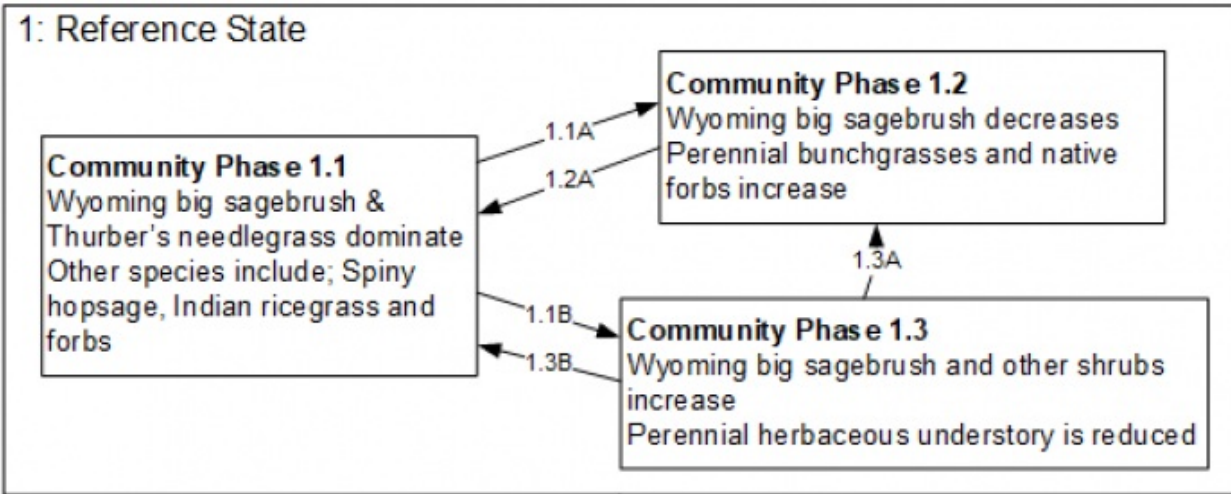 1: Reference State
Community Phase 1.1
Wyoming big sagebrush &
Thurber's needlegrass dominate
Other species include; Spiny
hopsage, Indian ricegrass and
forbs
1.1A
1.2A
Community Phase 1.2
Wyoming big sagebrush decreases
Perennial bunchgrasses and native
forbs increase
1.3A
1.1B
1.3B
Community Phase 1.3
Wyoming big sagebrush and other shrubs
increase
Perennial herbaceous understory is reduced